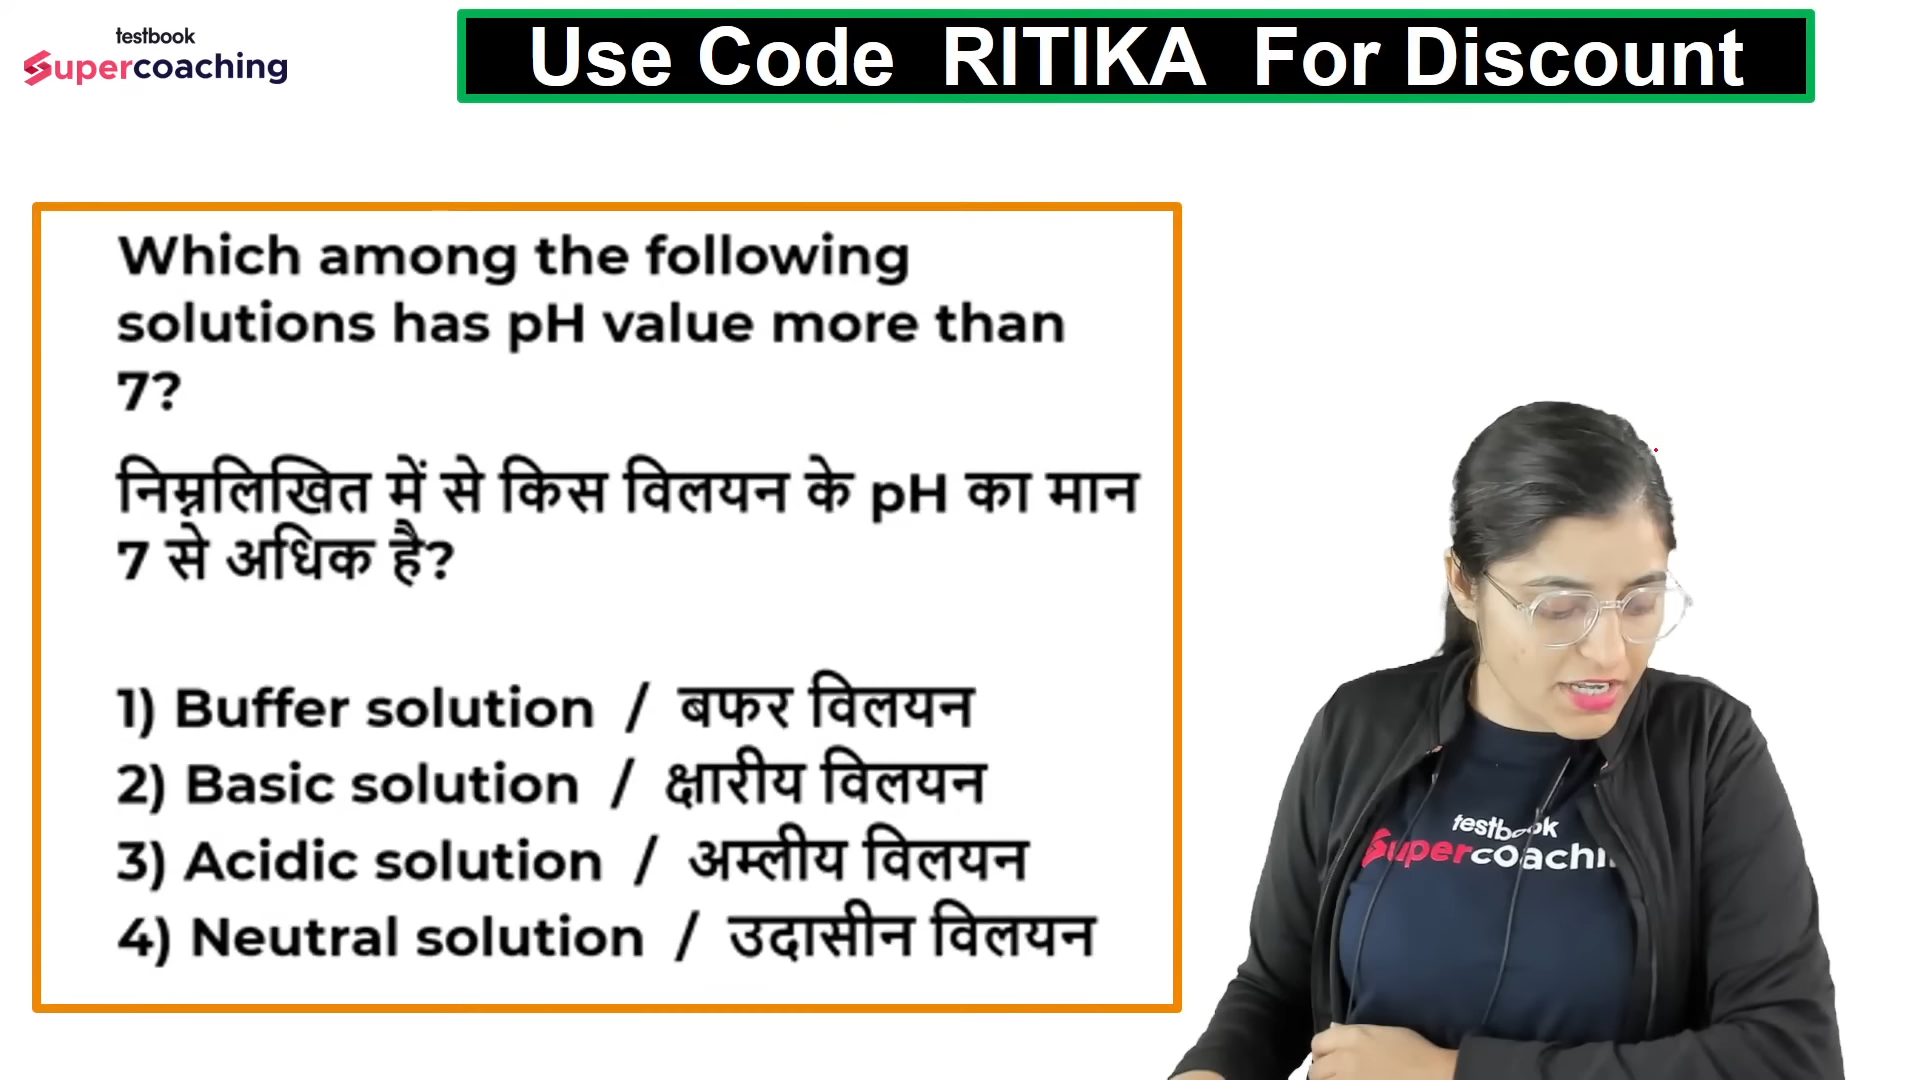 testbook
Supercoaching
Use Code RITIKA For Discount
Which among the following
solutions has pH value more than
7?
निम्नलिखित में से किस विलयन के pH का मान
7 से अधिक है?
1) Buffer solution / बफर विलयन
2) Basic solution / क्षारीय विलयन
3) Acidic solution / अम्लीय विलयन
4) Neutral solution / उदासीन विलयन